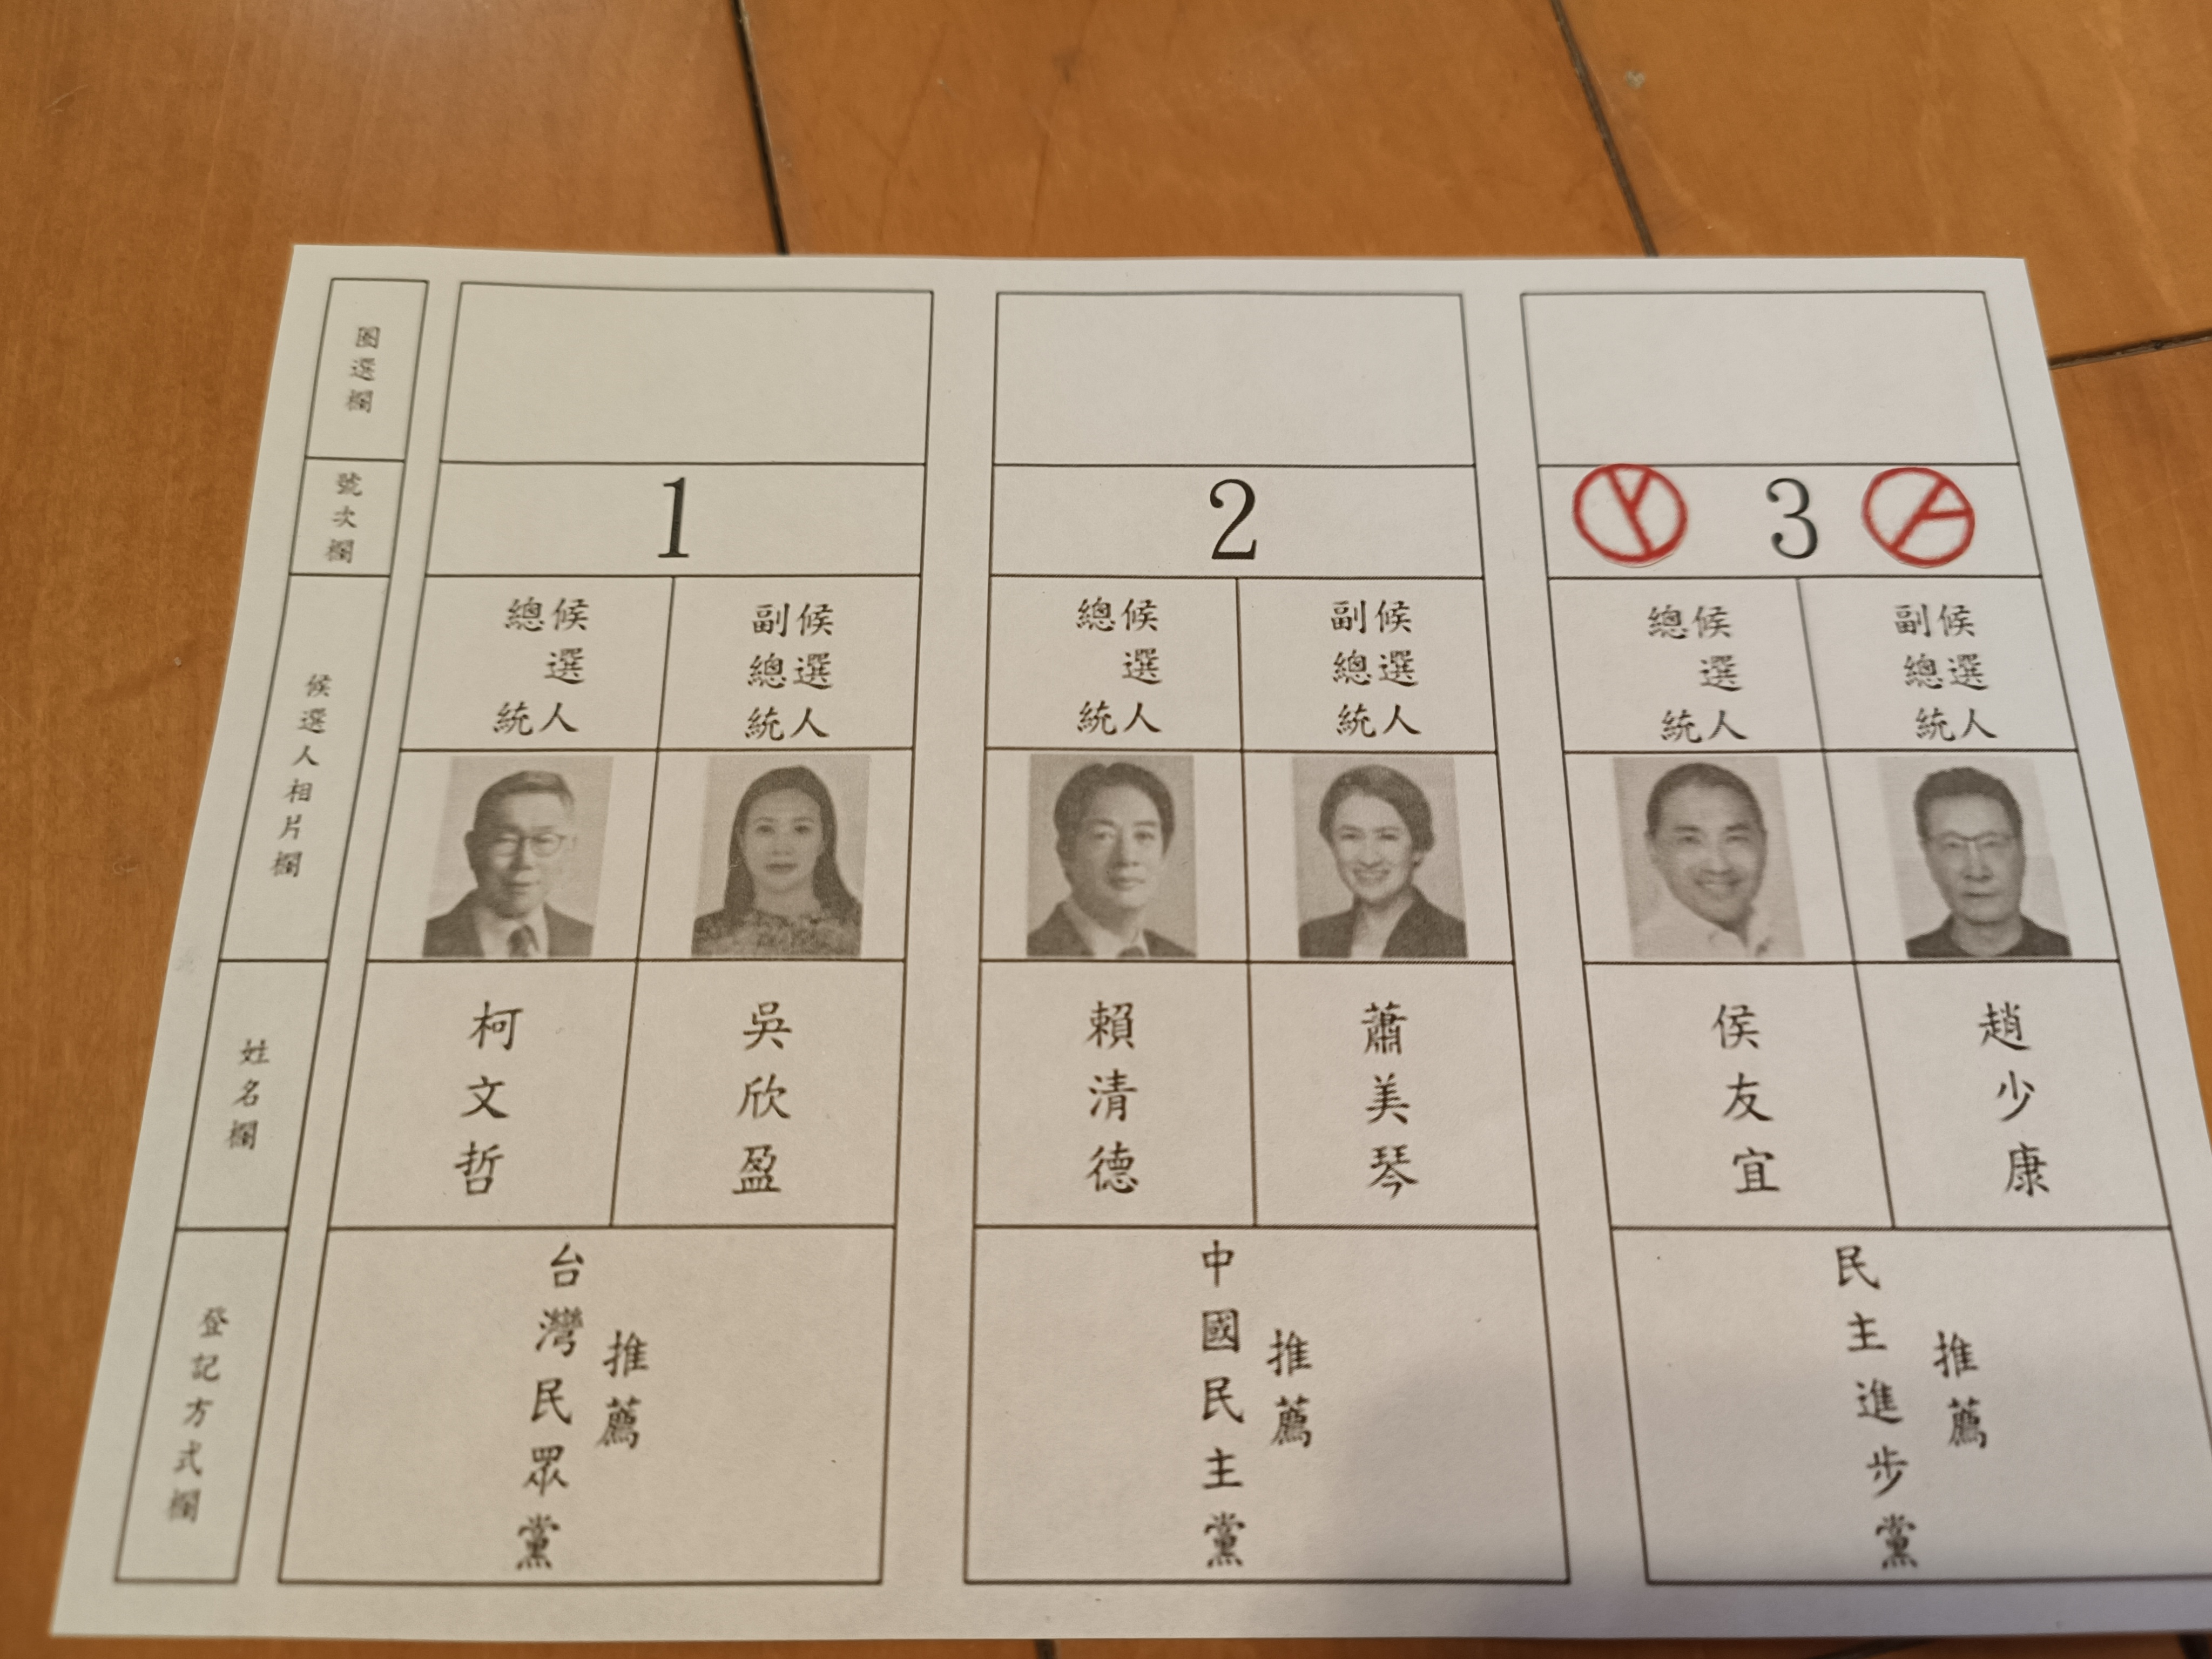 圈選欄
號次欄
候選人相片欄
姓名欄
登記方式欄
1
總統候選人
副總統候選人
柯文哲
吳欣盈
台灣民眾黨推薦
2
總統候選人
副總統候選人
賴清德
蕭美琴
中國民主黨推薦
3
總統候選人
副總統候選人
侯友宜
趙少康
民主進步黨推薦